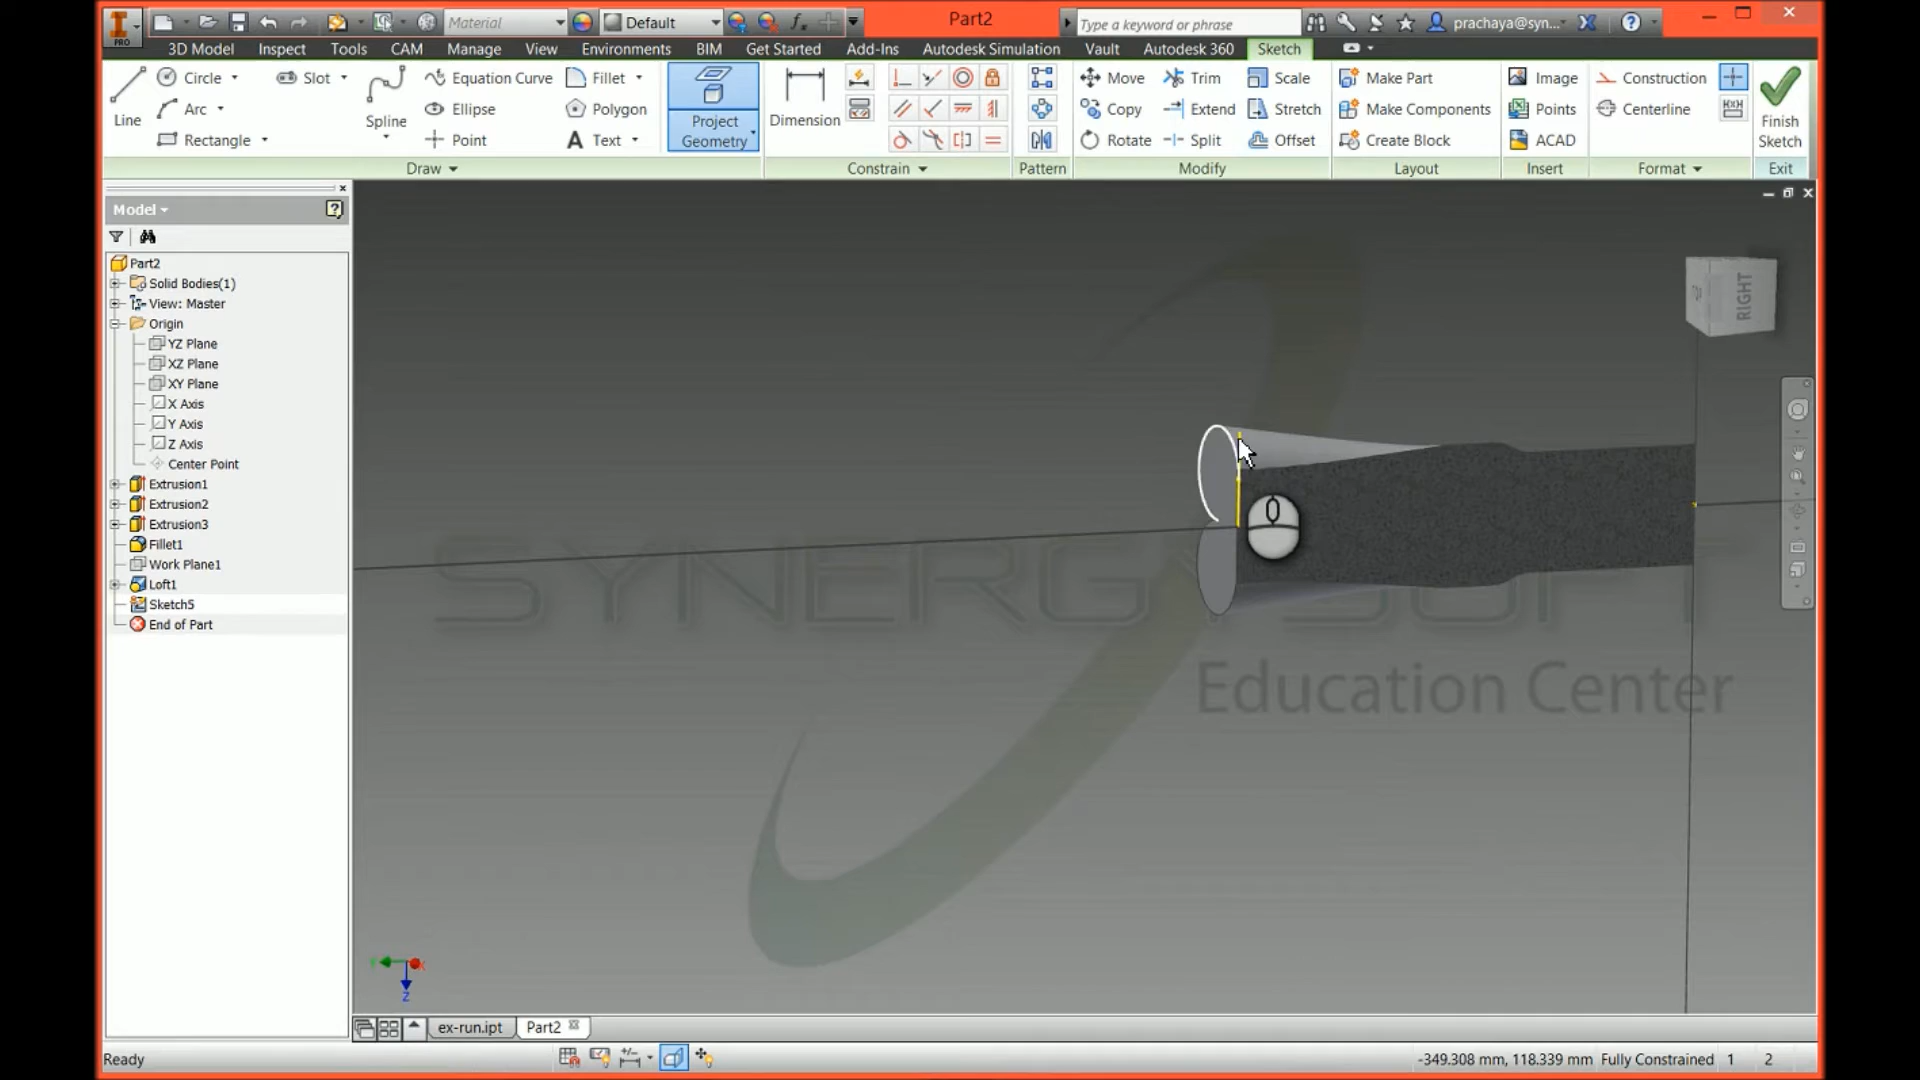 PRO
Material
Default
Part2
Type a keyword or phrase
prachaya@syn...
3D Model
Inspect
Tools
CAM
Manage
View
Environments
BIM
Get Started
Add-Ins
Autodesk Simulation
Vault
Autodesk 360
Sketch
Line
Circle
Arc
Rectangle
Slot
Spline
Equation Curve
Ellipse
Point
Fillet
Polygon
Text
Project
Geometry
Dimension
Move
Copy
Rotate
Trim
Extend
Split
Scale
Stretch
Offset
Make Part
Make Components
Create Block
Image
Points
ACAD
Construction
Centerline
Finish
Sketch
Draw
Constrain
Pattern
Modify
Layout
Insert
Format
Exit
Model
Part2
Solid Bodies(1)
View: Master
Origin
YZ Plane
XZ Plane
XY Plane
X Axis
Y Axis
Z Axis
Center Point
Extrusion1
Extrusion2
Extrusion3
Fillet1
Work Plane1
Loft1
Sketch5
End of Part
RIGHT
SYNERGYSOFT
Education Center
Z
ex-run.ipt
Part2
Ready
-349.308 mm, 118.339 mm
Fully Constrained
1
2